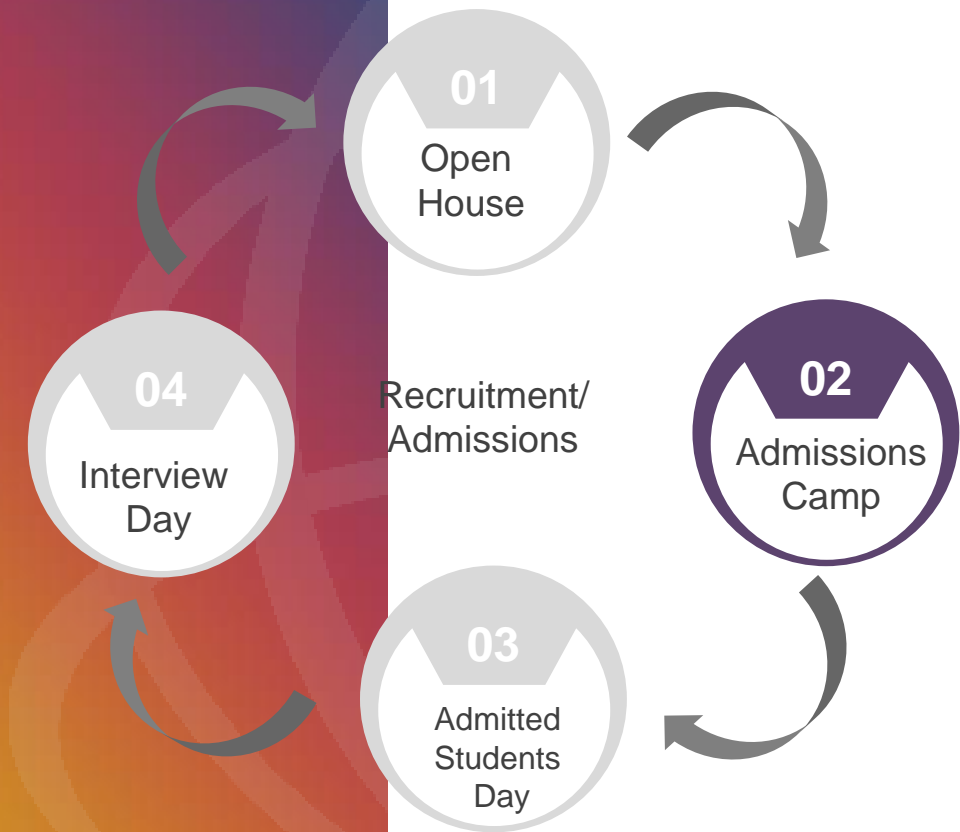 01
Open
House
02
Admissions
Camp
03
Admitted
Students
Day
04
Interview
Day
Recruitment/
Admissions